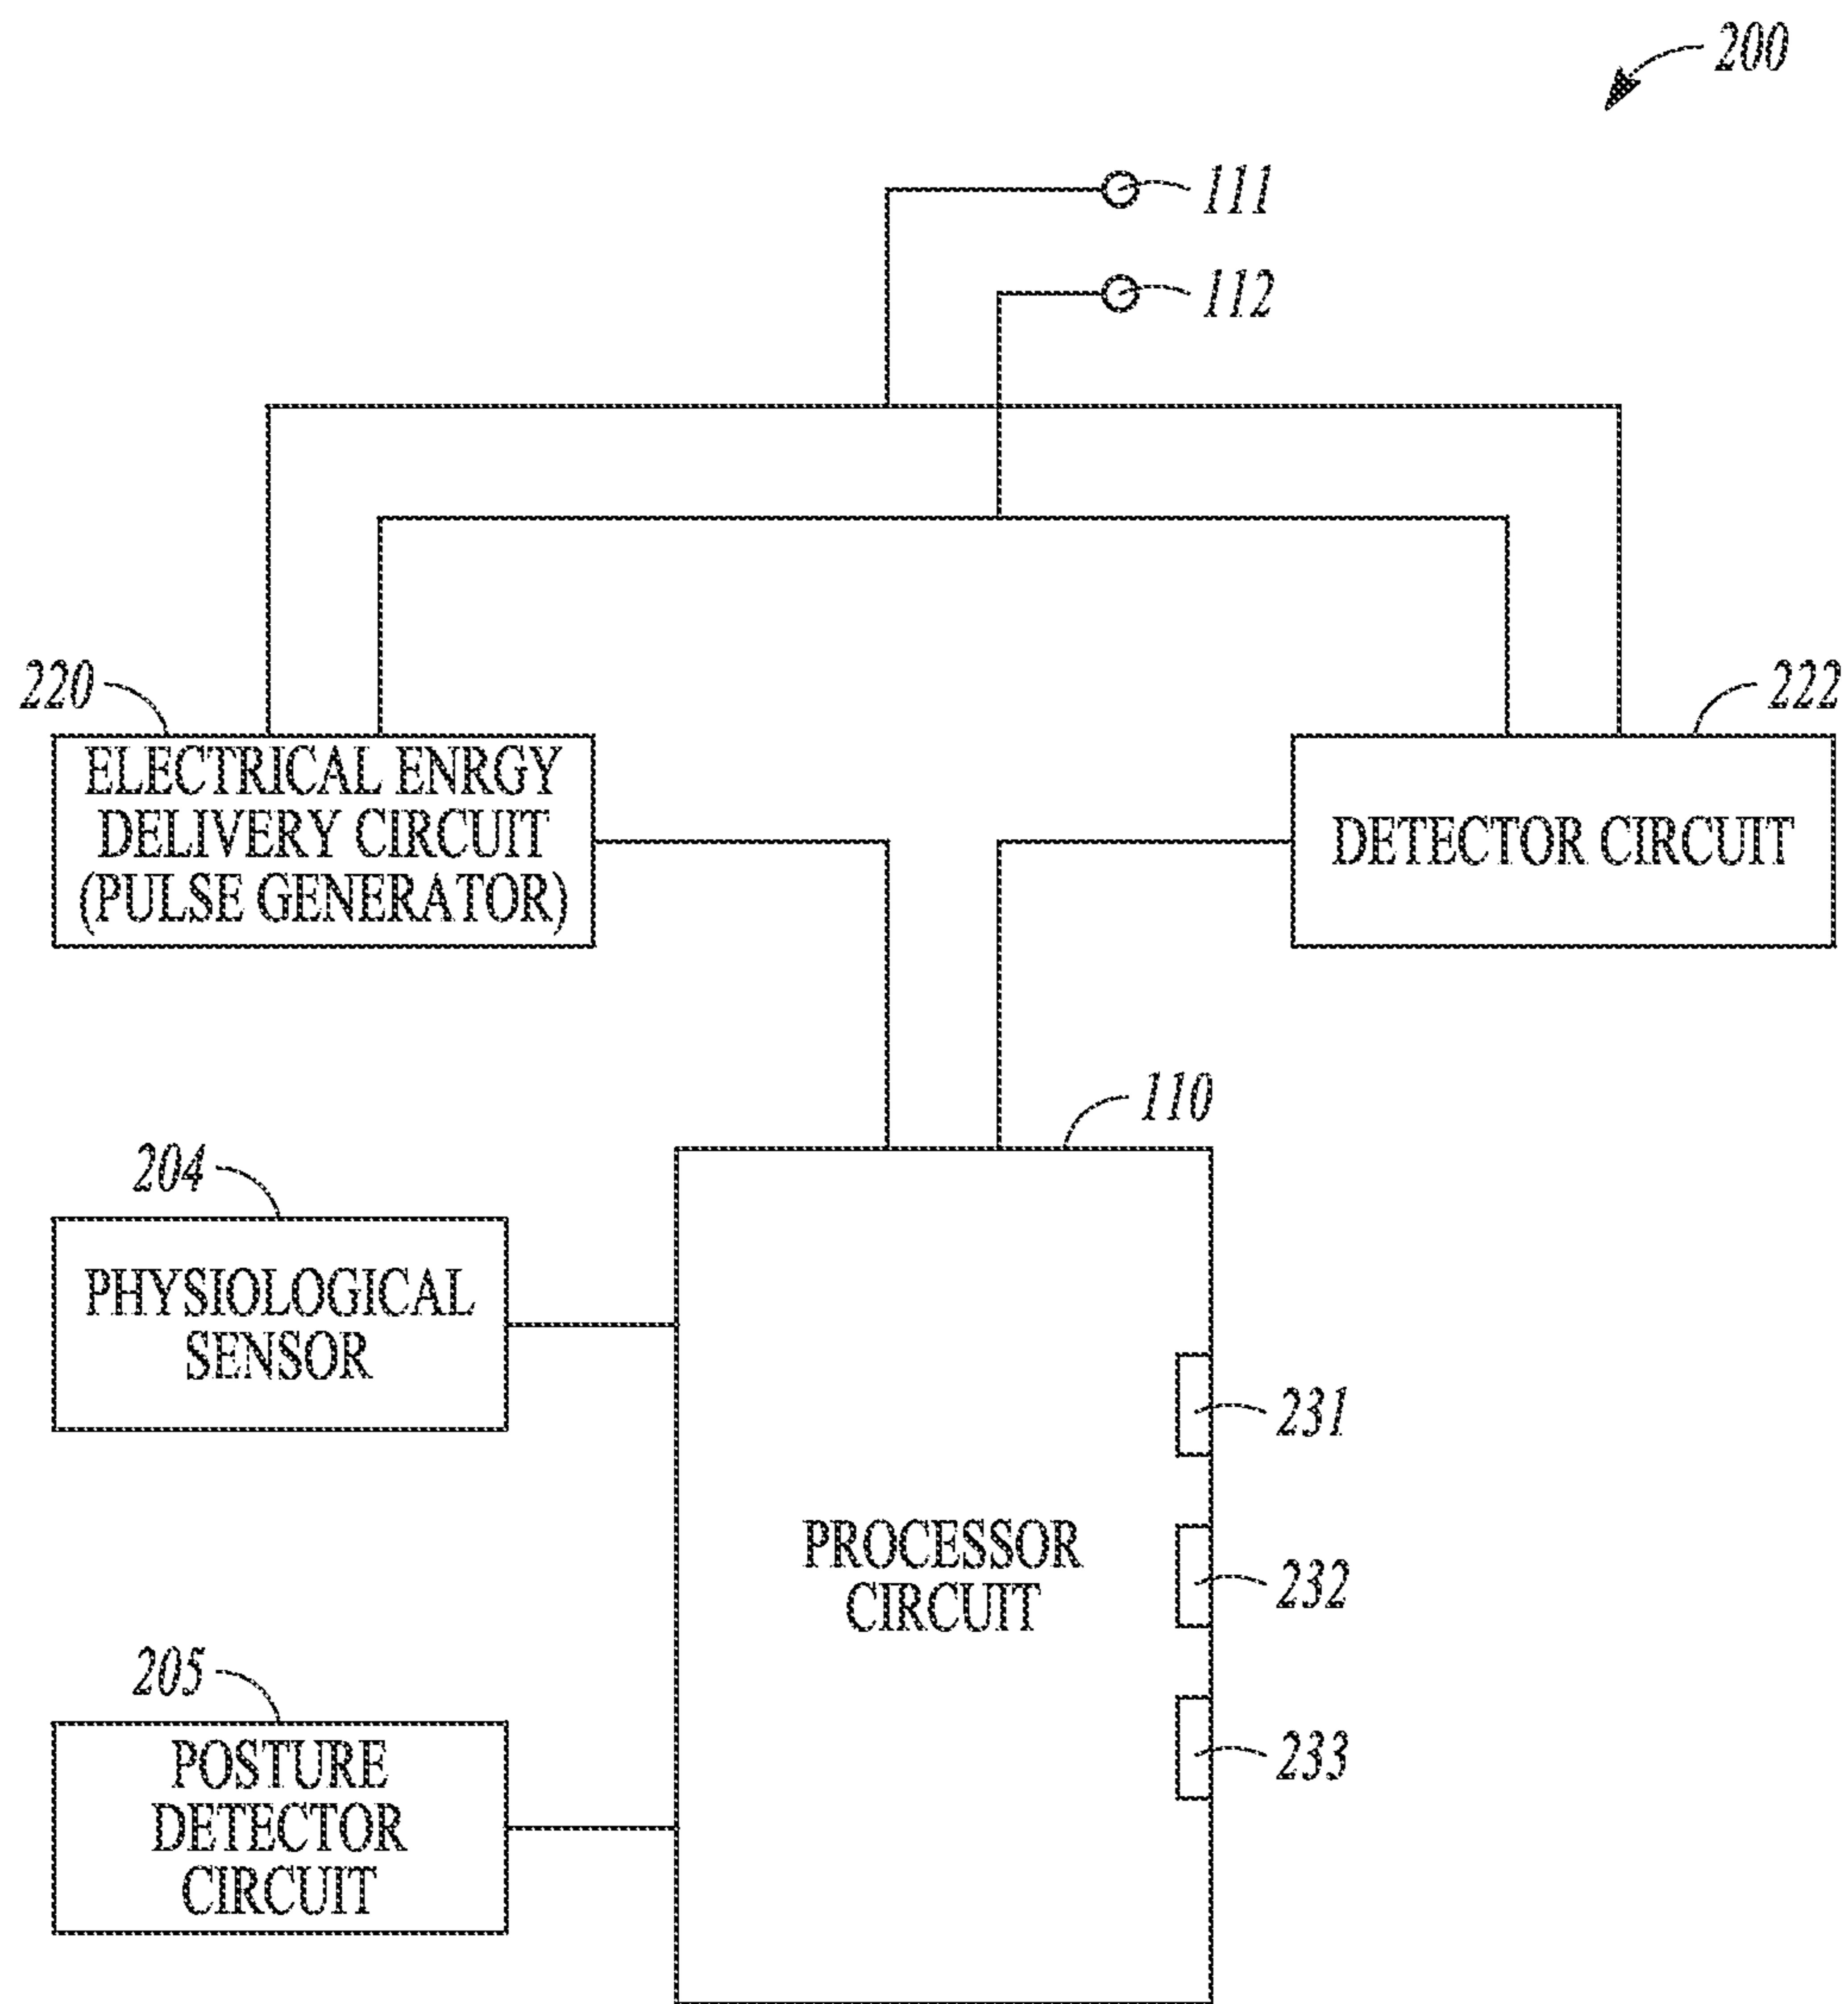 200
111
112
220
222
ELECTRICAL ENRGY
DELIVERY CIRCUIT
(PULSE GENERATOR)
DETECTOR CIRCUIT
110
204
PHYSIOLOGICAL
SENSOR
231
PROCESSOR
CIRCUIT
232
205
233
POSTURE
DETECTOR
CIRCUIT